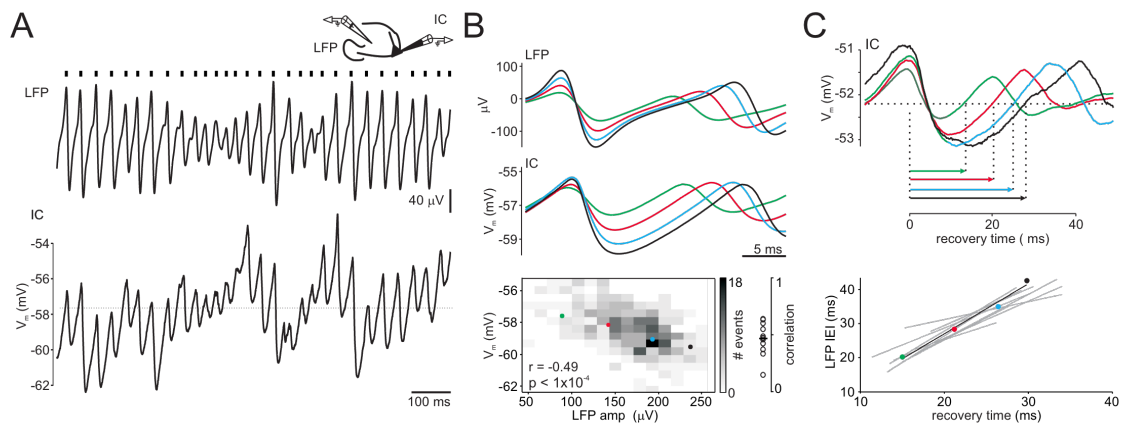 A
IC
LFP
LFP
40 μV
IC
-54
-56
-58
-60
-62
Vm (mV)
100 ms
B
LFP
100
0
-100
μV
IC
-55
-57
-59
Vm (mV)
5 ms
-56
-58
-60
-62
Vm (mV)
r = -0.49
p < 1x10-4
50 100 150 200 250
LFP amp (μV)
18
0
# events
1
0
correlation
C
IC
-51
-52
-53
Vm (mV)
0 20 40
recovery time ( ms)
40
30
20
10
LFP IEI (ms)
10 20 30 40
recovery time (ms)